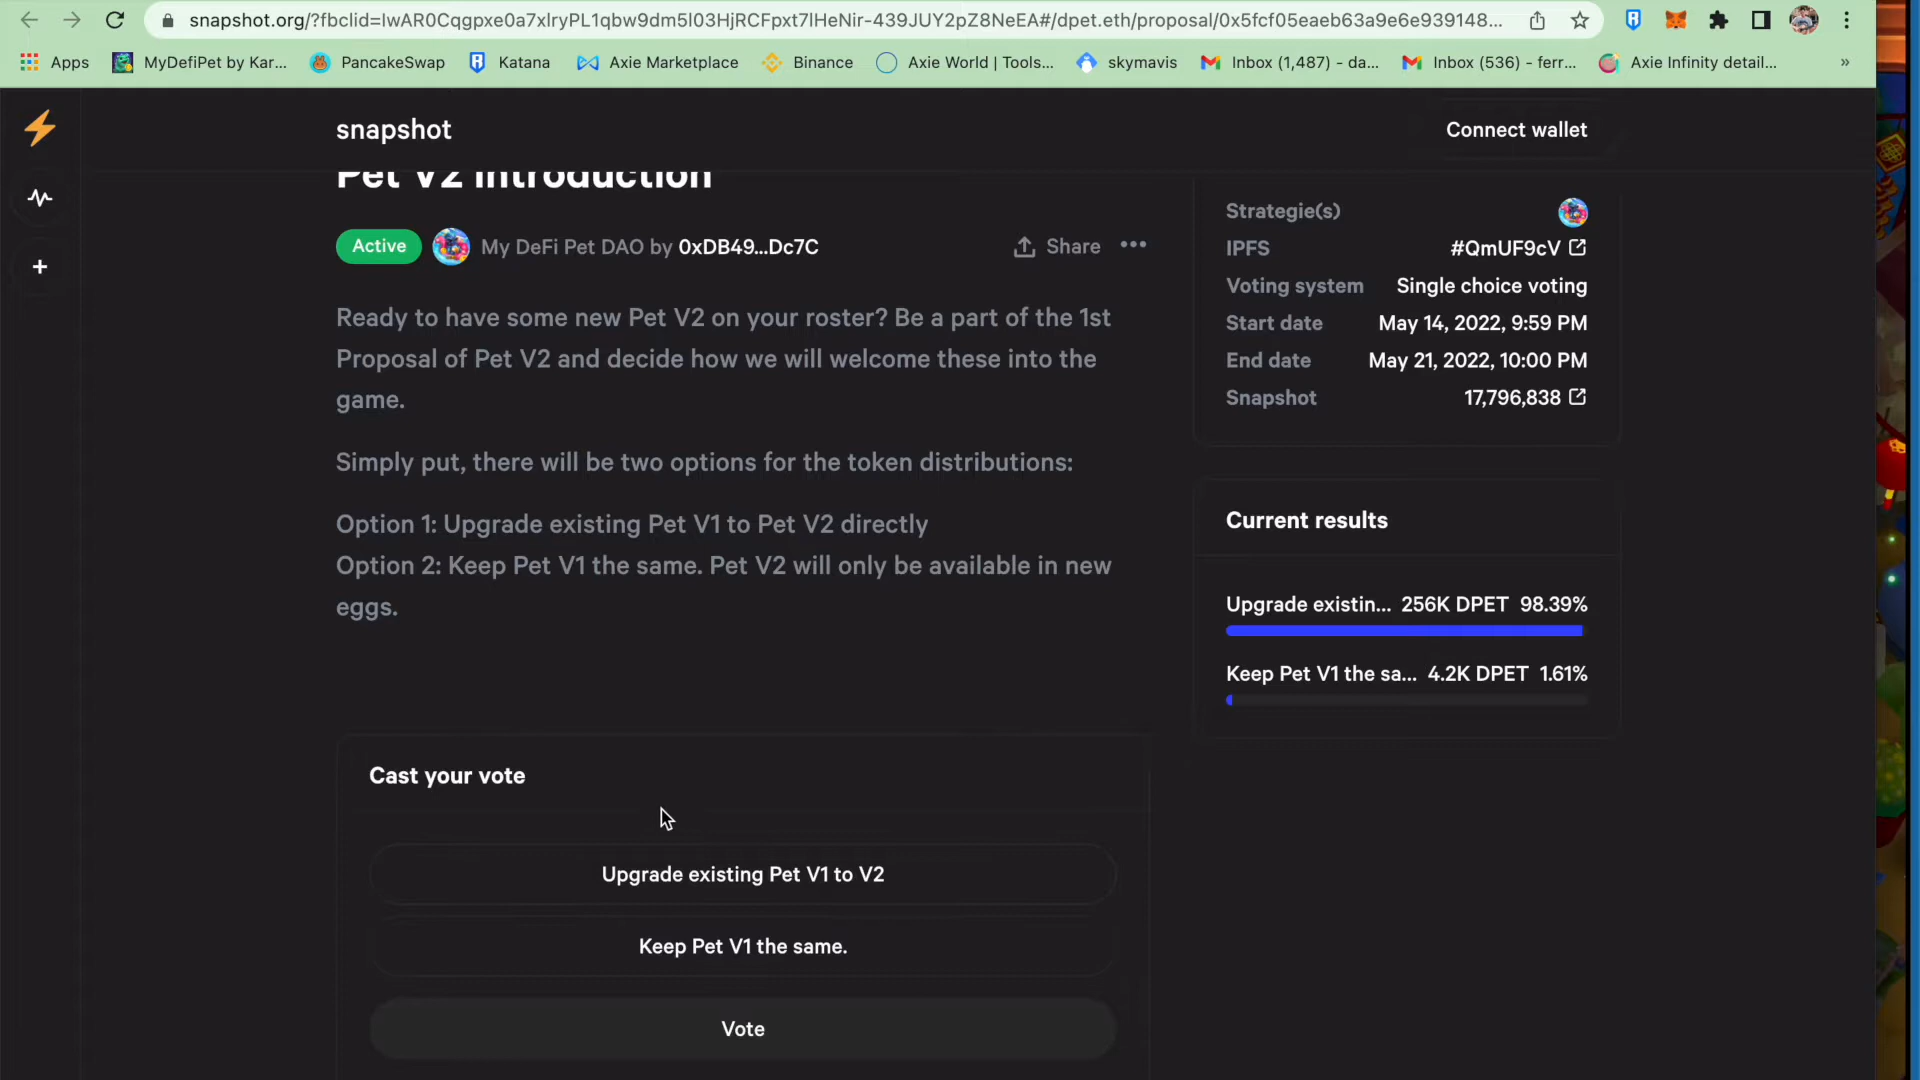 snapshot.org/?fbclid=IwAR0Cqgpxe0a7xIryPL1qbw9dm5I03HjRCFpxt7IHeNir-439JUY2pZ8NeEA#/dpet.eth/proposal/0x5fcf05eaeb63a9e6e939148...
Apps MyDefiPet by Kar... PancakeSwap Katana Axie Marketplace Binance Axie World | Tools... skymavis Inbox (1,487) - da... Inbox (536) - ferr... Axie Infinity detail... »
snapshot
Connect wallet
Pet V2 Introduction
Active My DeFi Pet DAO by 0xDB49...Dc7C Share
Ready to have some new Pet V2 on your roster? Be a part of the 1st
Proposal of Pet V2 and decide how we will welcome these into the
game.
Simply put, there will be two options for the token distributions:
Option 1: Upgrade existing Pet V1 to Pet V2 directly
Option 2: Keep Pet V1 the same. Pet V2 will only be available in new
eggs.
Cast your vote
Upgrade existing Pet V1 to V2
Keep Pet V1 the same.
Vote
Strategie(s)
IPFS #QmUF9cV
Voting system Single choice voting
Start date May 14, 2022, 9:59 PM
End date May 21, 2022, 10:00 PM
Snapshot 17,796,838
Current results
Upgrade existin... 256K DPET 98.39%
Keep Pet V1 the sa... 4.2K DPET 1.61%